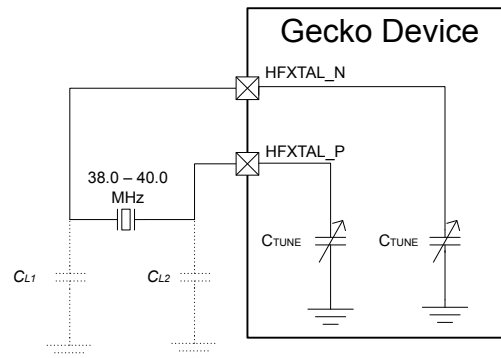 Gecko Device
HFXTAL_N
HFXTAL_P
38.0 – 40.0
MHz
CTUNE
CTUNE
CL1
CL2